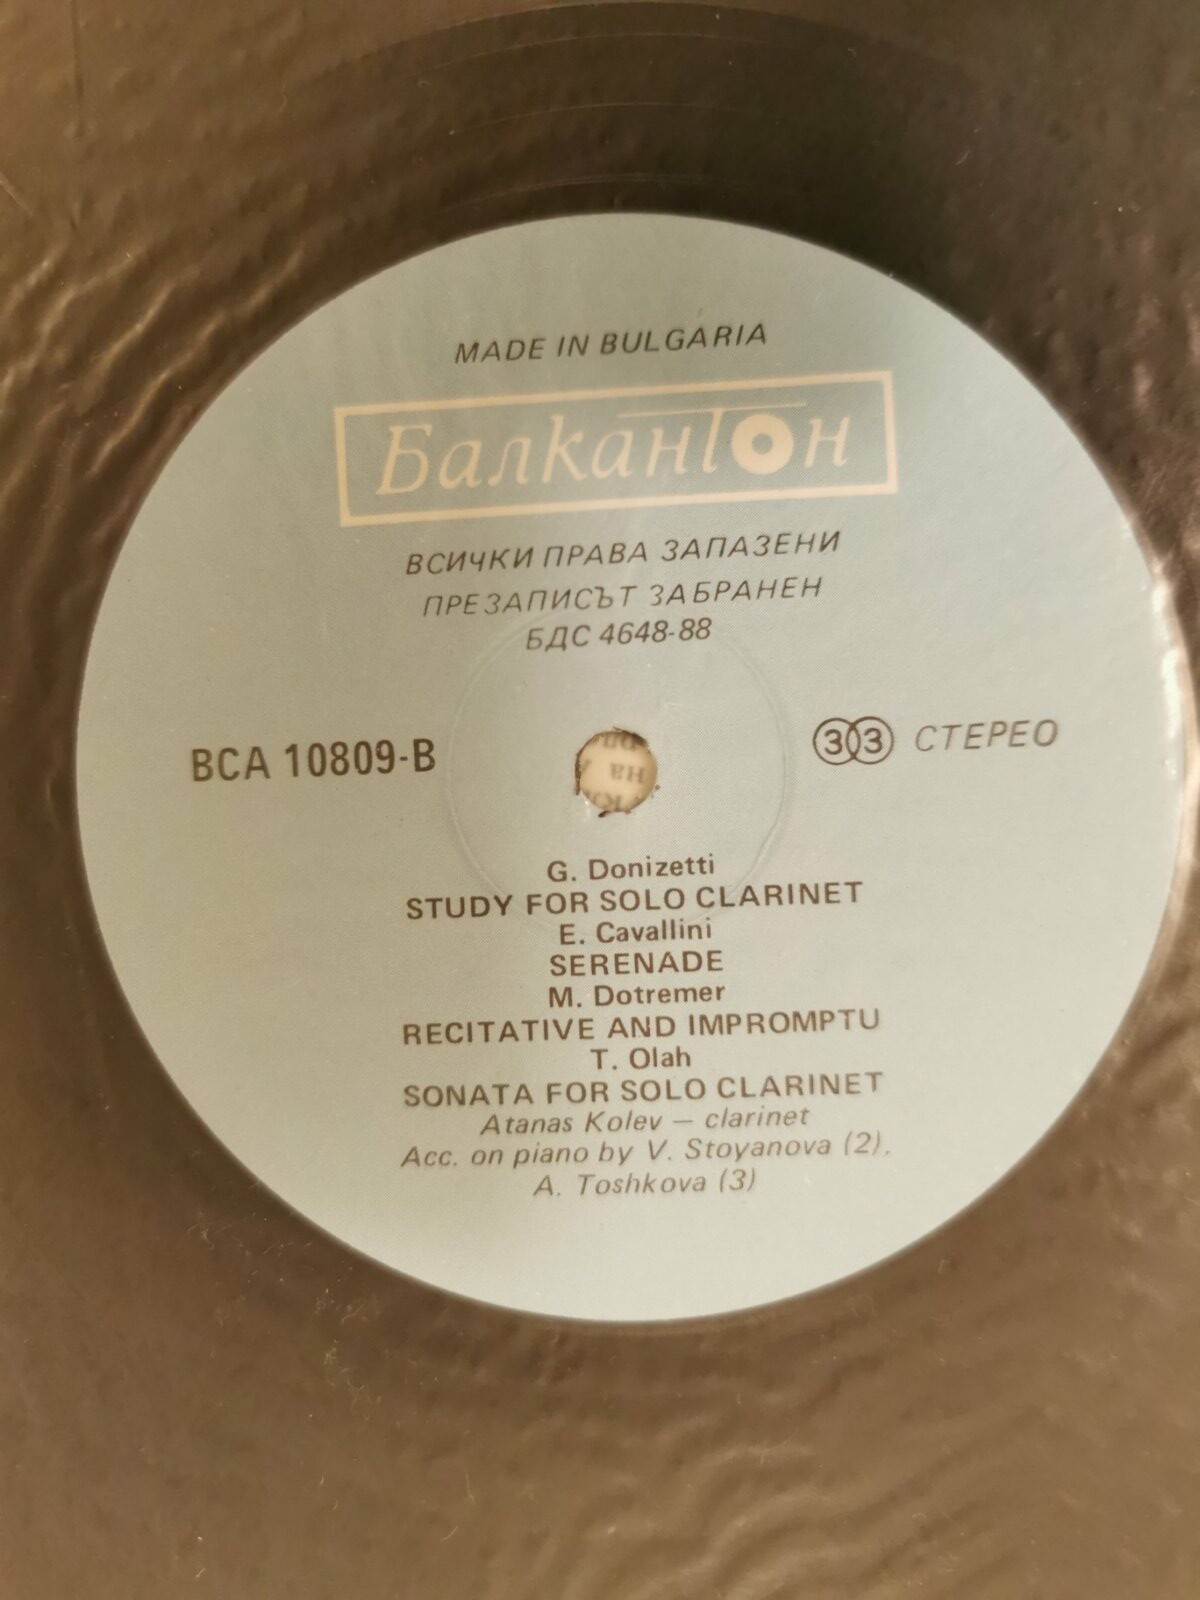 MADE IN BULGARIA
Балкантон
ВСИЧКИ ПРАВА ЗАПАЗЕНИ
ПРЕЗАПИСЪТ ЗАБРАНЕН
БДС 4648-88
ВСА 10809-В
33 СТЕРЕО
G. Donizetti
STUDY FOR SOLO CLARINET
E. Cavallini
SERENADE
M. Dotremer
RECITATIVE AND IMPROMPTU
T. Olah
SONATA FOR SOLO CLARINET
Atanas Kolev — clarinet
Acc. on piano by V. Stoyanova (2),
A. Toshkova (3)